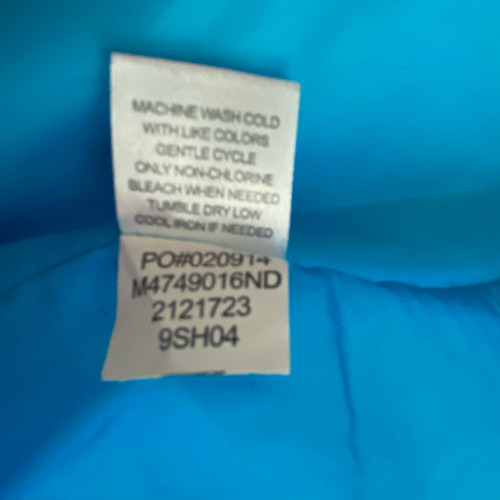 MACHINE WASH COLD
WITH LIKE COLORS
GENTLE CYCLE
ONLY NON-CHLORINE
BLEACH WHEN NEEDED
TUMBLE DRY LOW
COOL IRON IF NEEDED
PO#020914
M4749016ND
2121723
9SH04